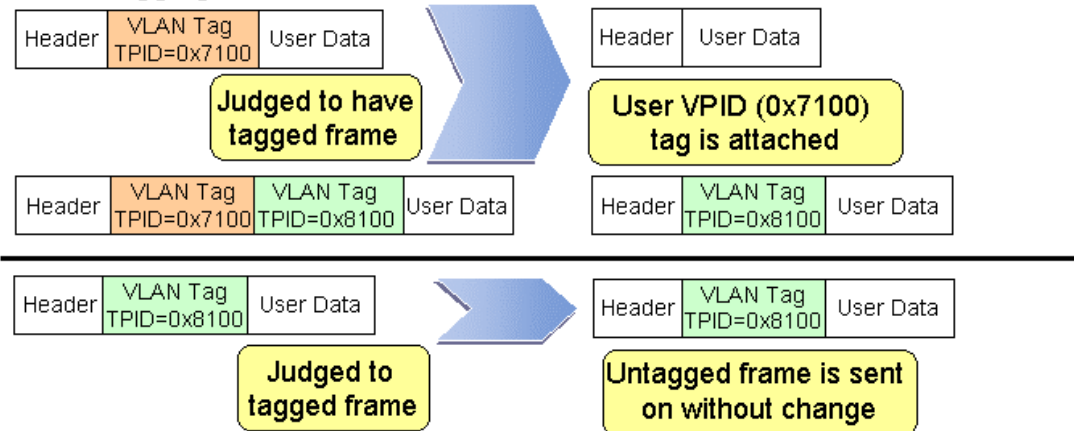 Header
VLAN Tag
TPID=0x7100
User Data
Header
User Data
Judged to have
tagged frame
User VPID (0x7100)
tag is attached
Header
VLAN Tag
TPID=0x7100
VLAN Tag
TPID=0x8100
User Data
Header
VLAN Tag
TPID=0x8100
User Data
Header
VLAN Tag
TPID=0x8100
User Data
Header
VLAN Tag
TPID=0x8100
User Data
Judged to
tagged frame
Untagged frame is sent
on without change